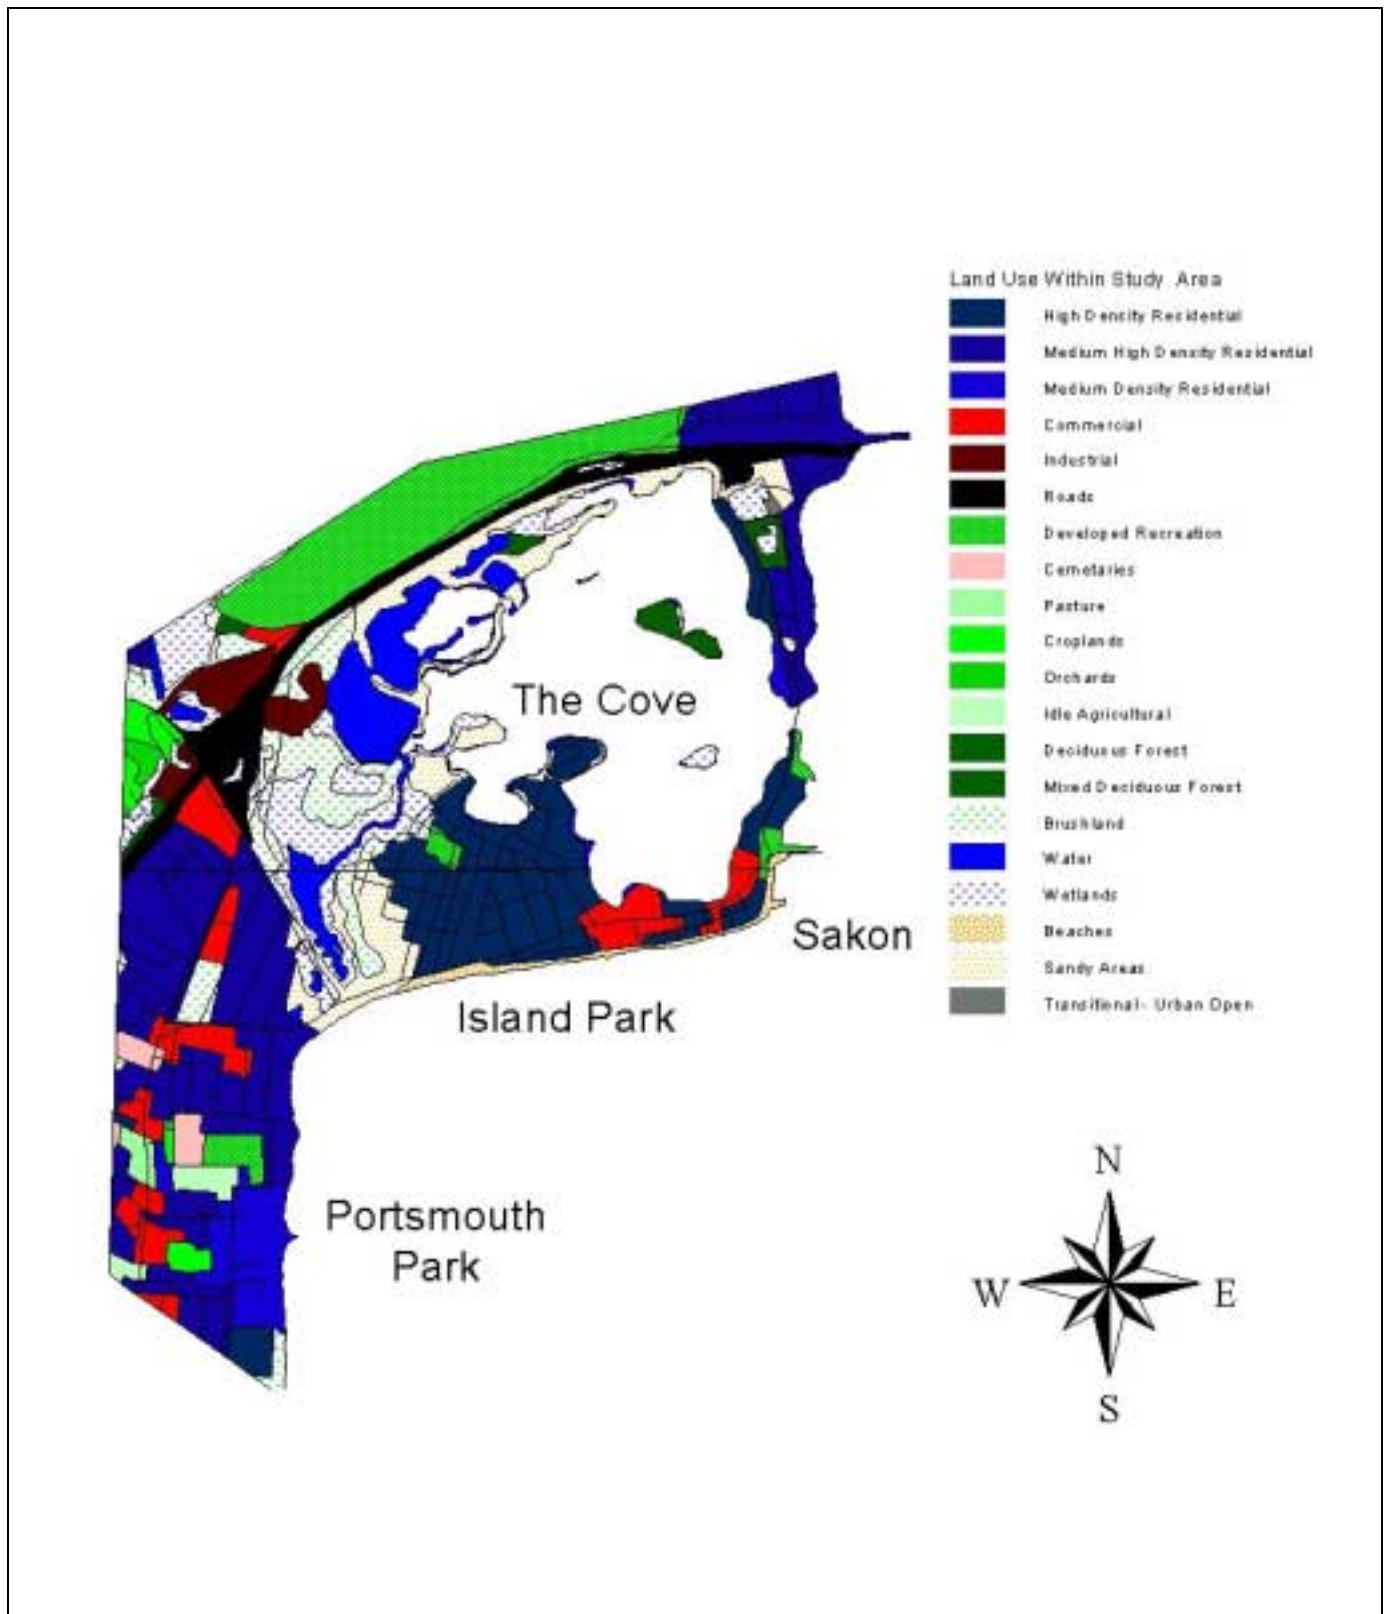 Land Use Within Study Area
High Density Residential
Medium High Density Residential
Medium Density Residential
Commercial
Industrial
Roads
Developed Recreation
Cemetaries
Pasture
Croplands
Orchards
Idle Agricultural
Deciduous Forest
Mixed Deciduous Forest
Brushland
Water
Wetlands
Beaches
Sandy Areas
Transitional- Urban Open
The Cove
Sakon
Island Park
Portsmouth
Park
N
W
E
S